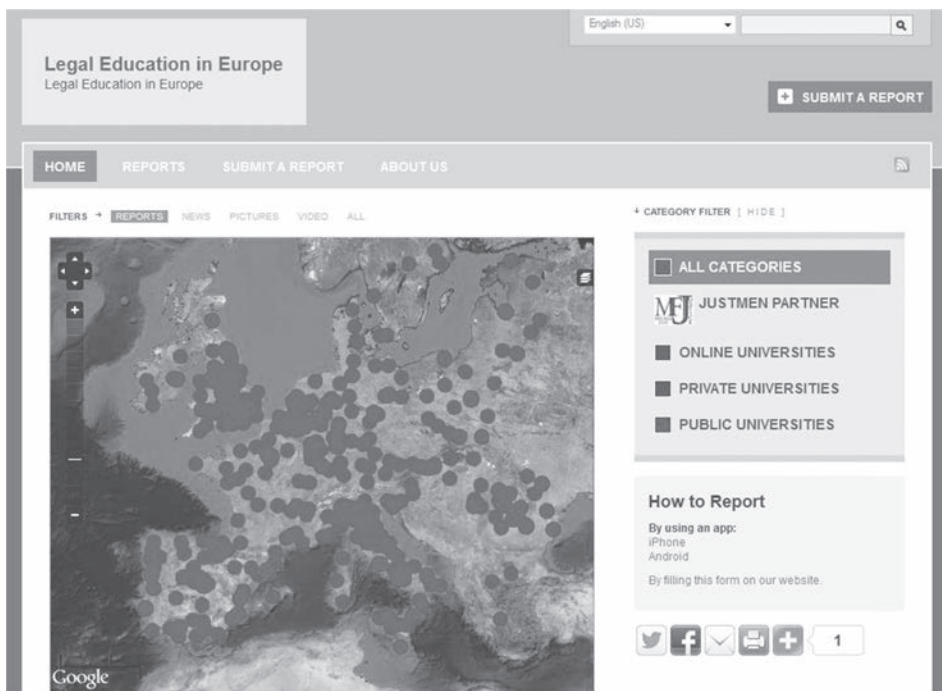 English (US)
Legal Education in Europe
Legal Education in Europe
SUBMIT A REPORT
HOME REPORTS SUBMIT A REPORT ABOUT US
FILTERS → REPORTS NEWS PICTURES VIDEO ALL
CATEGORY FILTER [ HIDE ]
ALL CATEGORIES
MFJ JUSTMEN PARTNER
ONLINE UNIVERSITIES
PRIVATE UNIVERSITIES
PUBLIC UNIVERSITIES
How to Report
By using an app:
iPhone
Android
By filling this form on our website.
1
Google